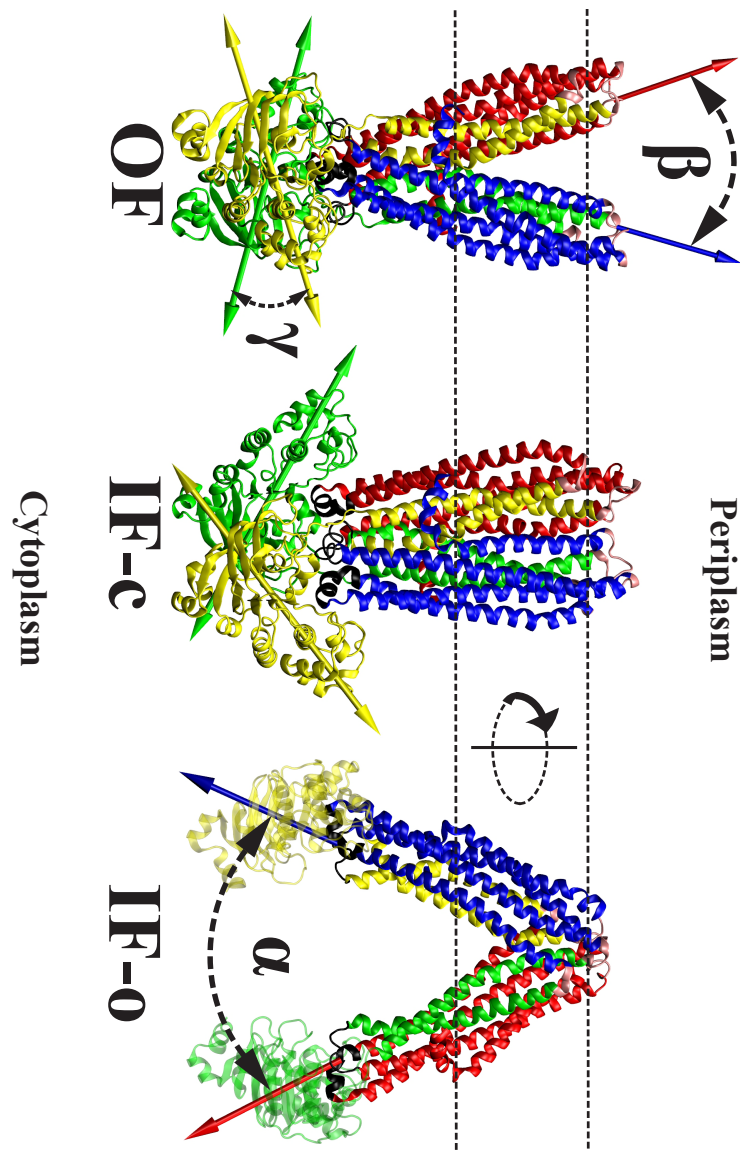 Periplasm
β
α
γ
OF
IF-c
IF-o
Cytoplasm